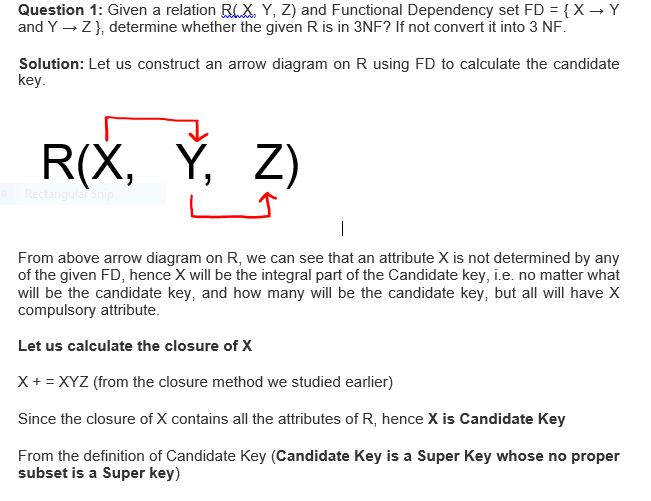 Question 1: Given a relation R( X, Y, Z) and Functional Dependency set FD = { X → Y
and Y → Z }, determine whether the given R is in 3NF? If not convert it into 3 NF.
Solution: Let us construct an arrow diagram on R using FD to calculate the candidate
key.
R(X, Y, Z)
Rectangular Snip
From above arrow diagram on R, we can see that an attribute X is not determined by any
of the given FD, hence X will be the integral part of the Candidate key, i.e. no matter what
will be the candidate key, and how many will be the candidate key, but all will have X
compulsory attribute.
Let us calculate the closure of X
X + = XYZ (from the closure method we studied earlier)
Since the closure of X contains all the attributes of R, hence X is Candidate Key
From the definition of Candidate Key (Candidate Key is a Super Key whose no proper
subset is a Super key)